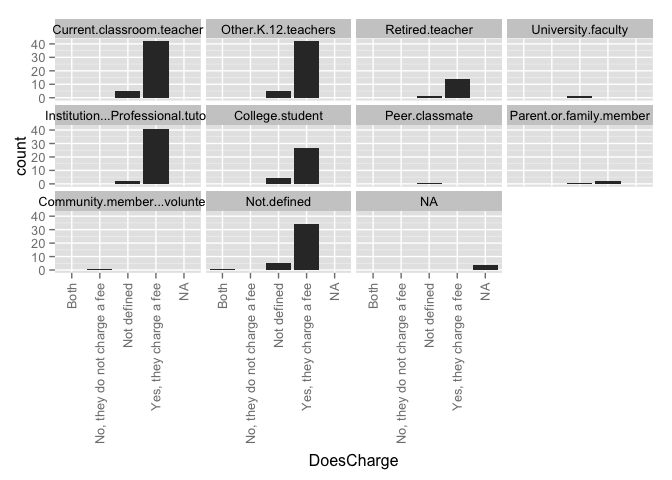 Current.classroom.teacher Other.K.12.teachers Retired.teacher University.faculty
40
30
20
10
0
Institution...Professional.tuto College.student Peer.classmate Parent.or.family.member
40
30
20
10
0
Community.member...volunte Not.defined NA
40
30
20
10
0
count
Both
No, they do not charge a fee
Not defined
Yes, they charge a fee
NA
Both
No, they do not charge a fee
Not defined
Yes, they charge a fee
NA
Both
No, they do not charge a fee
Not defined
Yes, they charge a fee
NA
DoesCharge